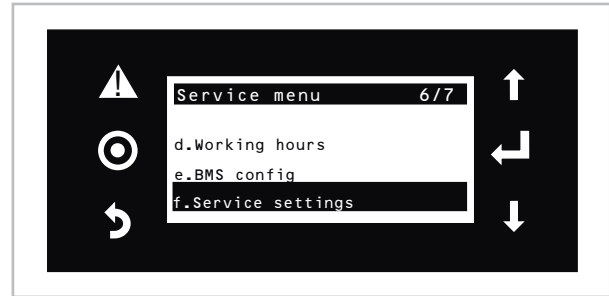 Service menu 6/7
d.Working hours
e.BMS config
f.Service settings